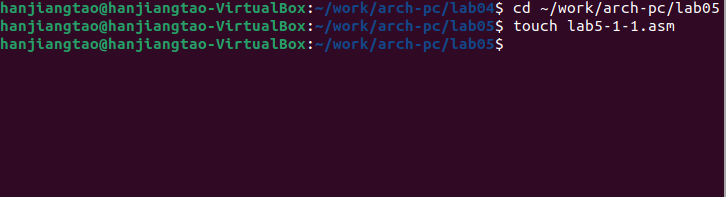 hanjiangtao@hanjiangtao-VirtualBox:~/work/arch-pc/lab04$ cd ~/work/arch-pc/lab05
hanjiangtao@hanjiangtao-VirtualBox:~/work/arch-pc/lab05$ touch lab5-1-1.asm
hanjiangtao@hanjiangtao-VirtualBox:~/work/arch-pc/lab05$